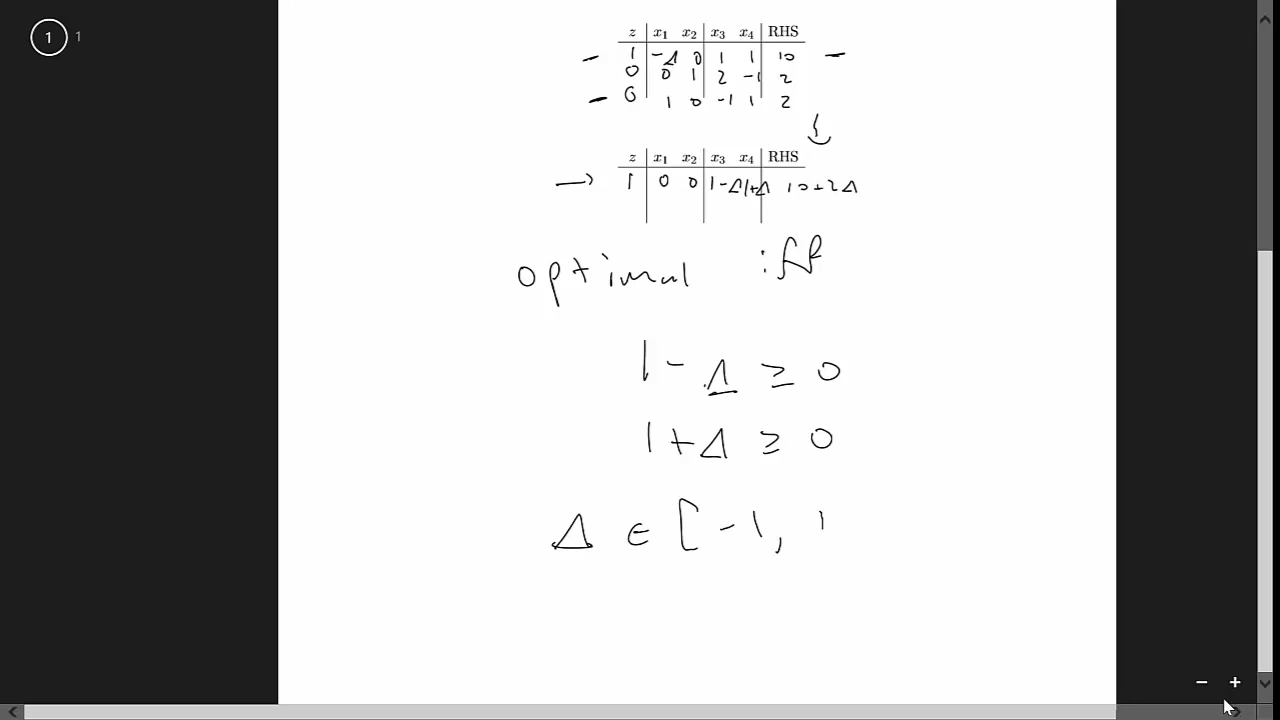 1 1
z x₁ x₂ x₃ x₄ RHS
– 1 -Δ 0 1 1 10 –
0 0 1 2 -1 2
– 0 1 0 -1 1 2
z x₁ x₂ x₃ x₄ RHS
→ 1 0 0 1-Δ 1+Δ 10+2Δ
optimal iff
1 - Δ ≥ 0
1 + Δ ≥ 0
Δ ∈ [ -1, 1